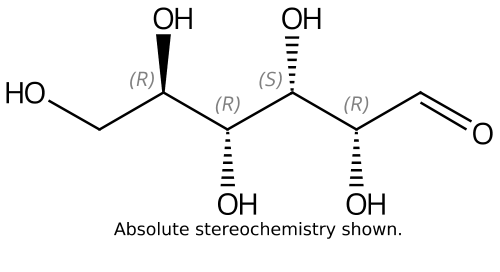 OH OH
(R) (S)
HO (R) (R)
O
OH OH
Absolute stereochemistry shown.